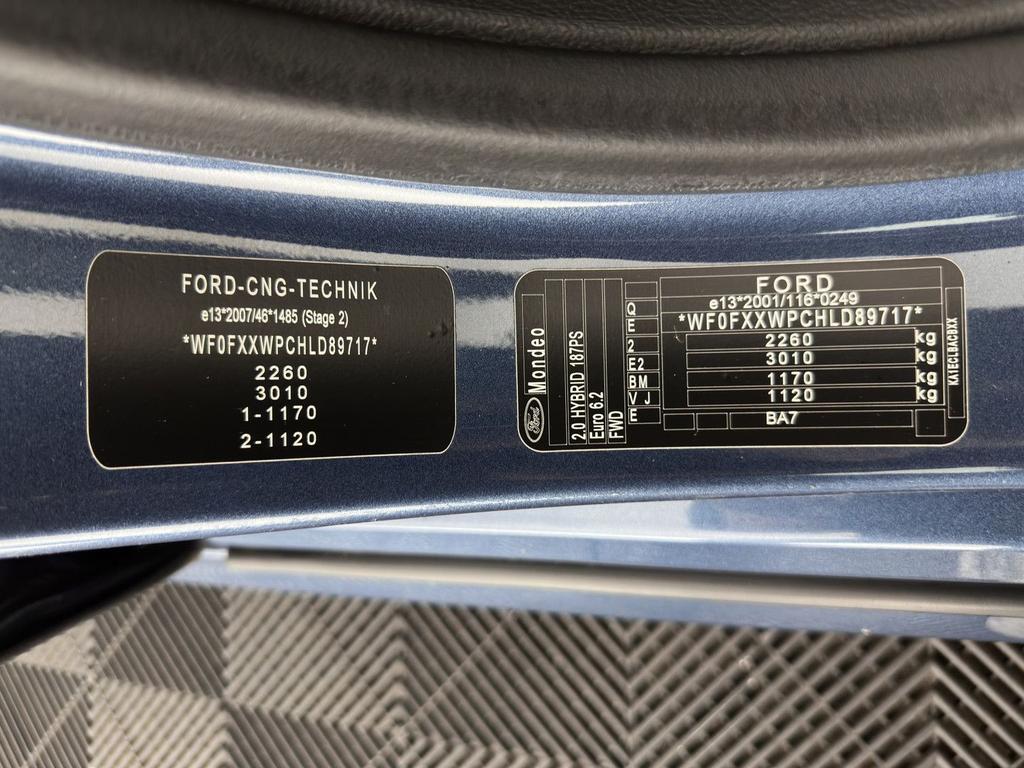 FORD-CNG-TECHNIK
e13*2007/46*1485 (Stage 2)
*WF0FXXWPCHLD89717*
2260
3010
1-1170
2-1120
Ford
Mondeo
2.0 HYBRID 187PS
Euro 6.2
FWD
Q
E
2
E2
BM
V J
E
FORD
e13*2001/116*0249
*WF0FXXWPCHLD89717*
2260 kg
3010 kg
1170 kg
1120 kg
BA7
KA1ECLBACBXX